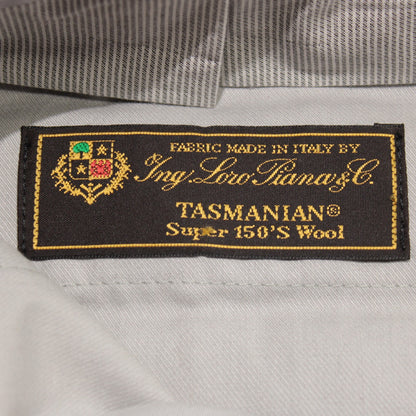 FABRIC MADE IN ITALY BY
Ing. Loro Piana & C.
TASMANIAN®
Super 150'S Wool